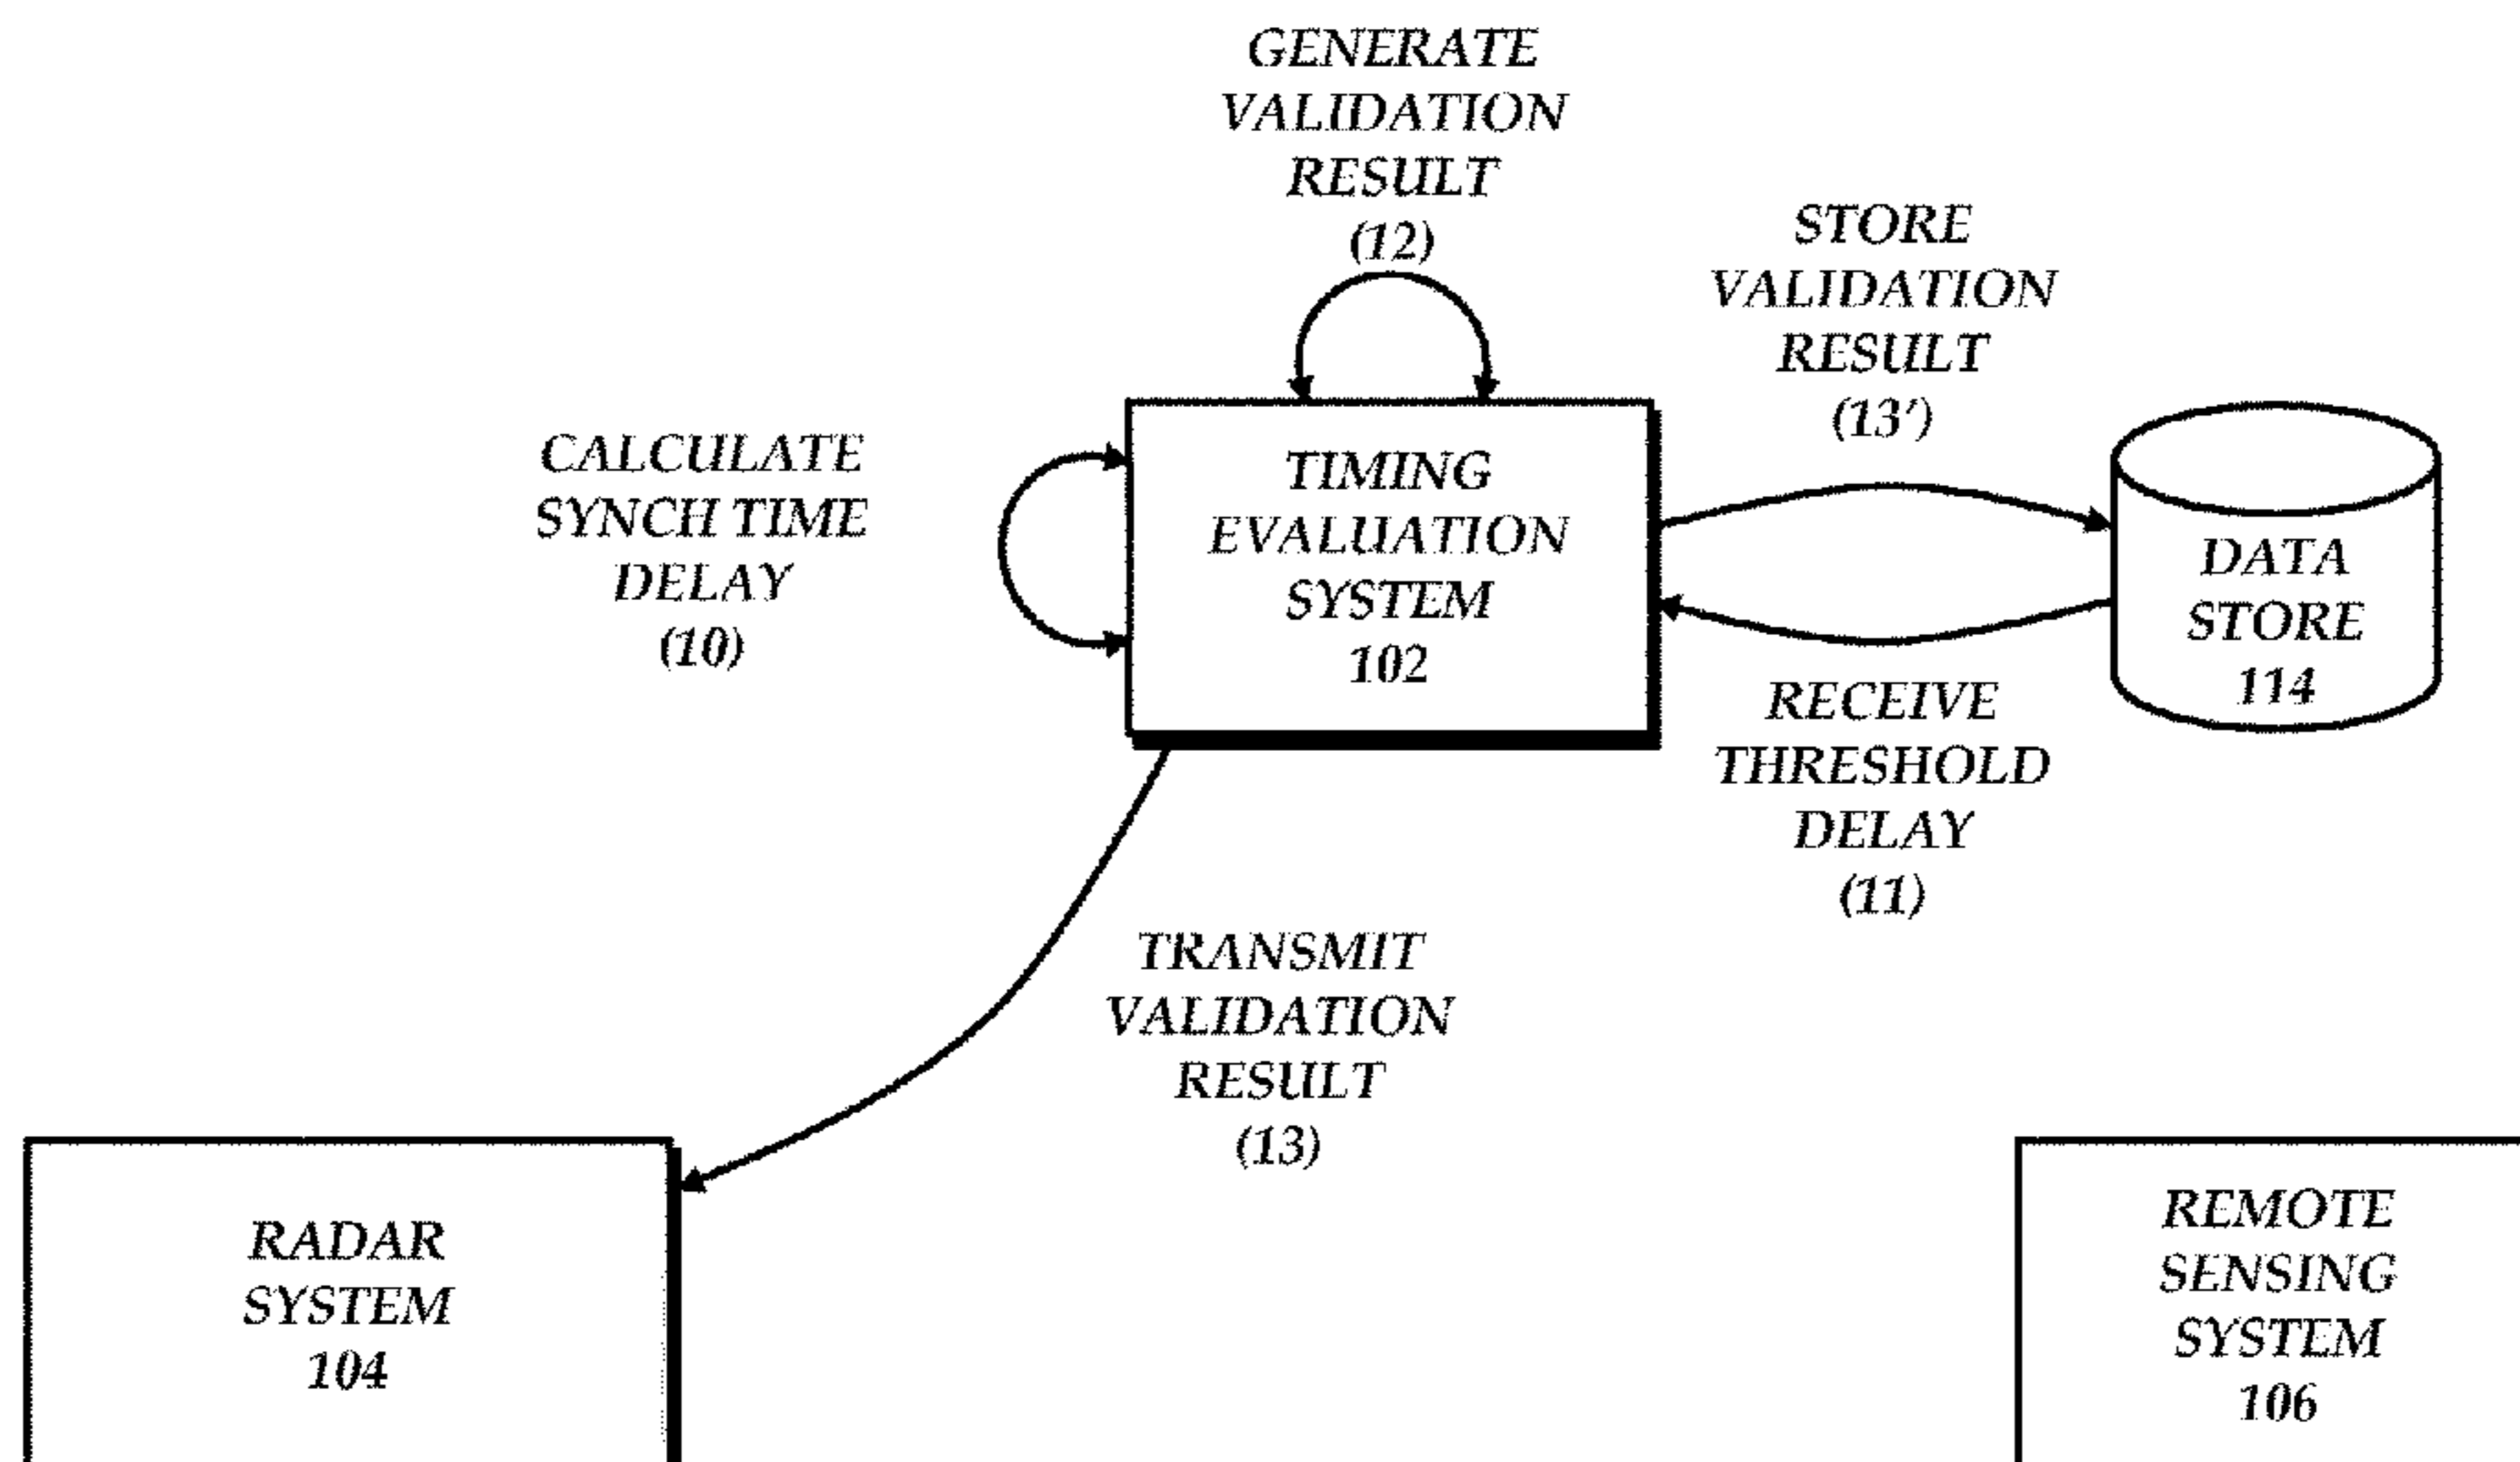 GENERATE
VALIDATION
RESULT
(12)
STORE
VALIDATION
RESULT
(13')
CALCULATE
SYNCH TIME
DELAY
(10)
TIMING
EVALUATION
SYSTEM
102
DATA
STORE
114
RECEIVE
THRESHOLD
DELAY
(11)
TRANSMIT
VALIDATION
RESULT
(13)
RADAR
SYSTEM
104
REMOTE
SENSING
SYSTEM
106